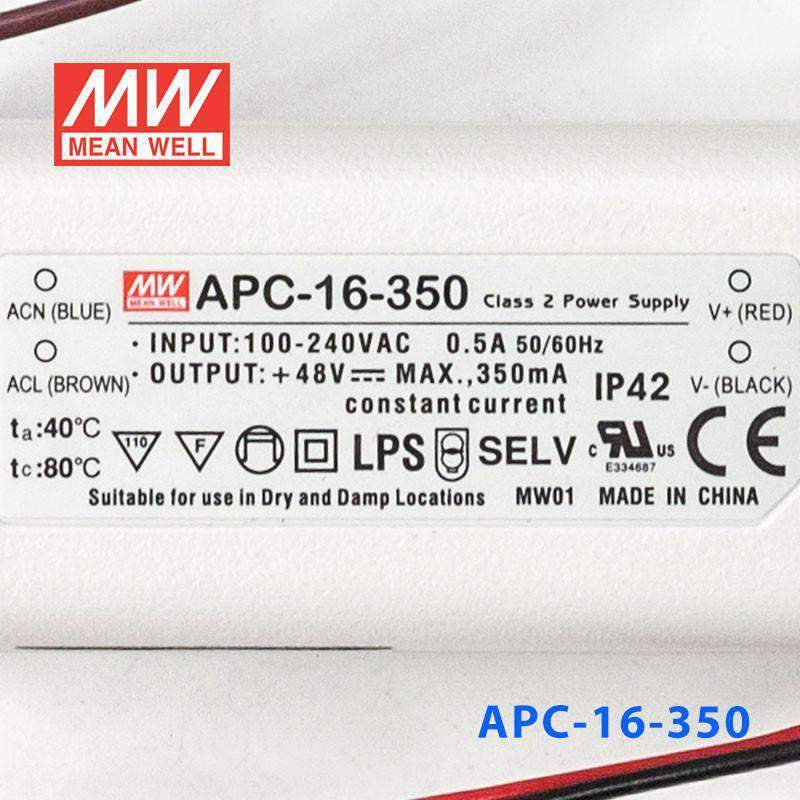 MW
MEAN WELL
ACN (BLUE)
ACL (BROWN)
MW
MEAN WELL
APC-16-350 Class 2 Power Supply
· INPUT:100-240VAC 0.5A 50/60Hz
· OUTPUT:+48V⎓ MAX.,350mA
constant current
IP42
V+ (RED)
V- (BLACK)
ta:40°C
tc:80°C
110
F
LPS
SELV
c RU US
E334687
CE
Suitable for use in Dry and Damp Locations MW01 MADE IN CHINA
APC-16-350